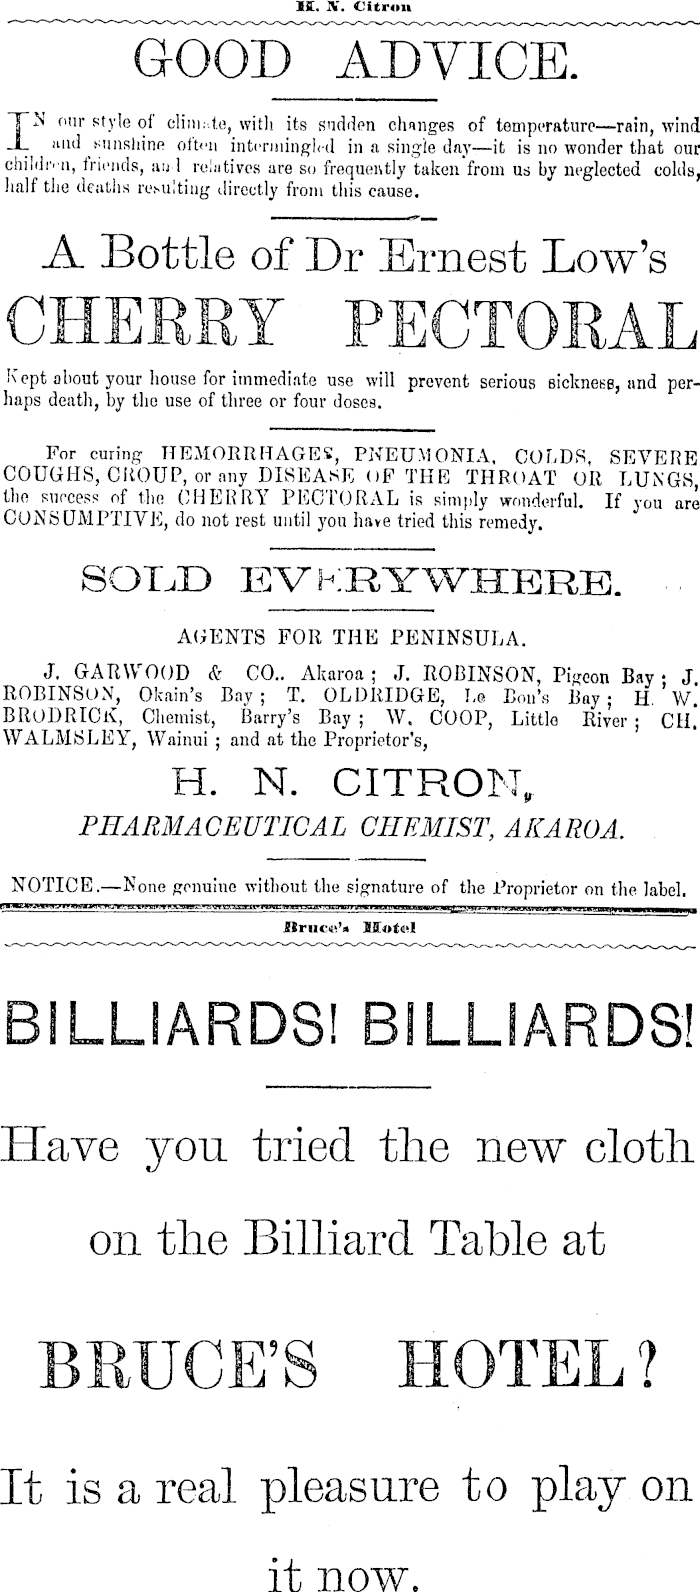 H. N. Citron
GOOD ADVICE.
IN our style of climate, with its sudden changes of temperature—rain, wind
and sunshine often intermingled in a single day—it is no wonder that our
children, friends, and relatives are so frequently taken from us by neglected colds,
half the deaths resulting directly from this cause.
A Bottle of Dr Ernest Low's
CHERRY PECTORAL
Kept about your house for immediate use will prevent serious sickness, and per-
haps death, by the use of three or four doses.
For curing HEMORRHAGES, PNEUMONIA, COLDS, SEVERE
COUGHS, CROUP, or any DISEASE OF THE THROAT OR LUNGS,
the success of the CHERRY PECTORAL is simply wonderful. If you are
CONSUMPTIVE, do not rest until you have tried this remedy.
SOLD EVERYWHERE.
AGENTS FOR THE PENINSULA.
J. GARWOOD & CO.. Akaroa ; J. ROBINSON, Pigeon Bay ; J.
ROBINSON, Okain's Bay ; T. OLDRIDGE, Le Bon's Bay ; H. W.
BRODRICK, Chemist, Barry's Bay ; W. COOP, Little River ; CH.
WALMSLEY, Wainui ; and at the Proprietor's,
H. N. CITRON,
PHARMACEUTICAL CHEMIST, AKAROA.
NOTICE.—None genuine without the signature of the Proprietor on the label.
Bruce's Hotel
BILLIARDS! BILLIARDS!
Have you tried the new cloth
on the Billiard Table at
BRUCE'S HOTEL?
It is a real pleasure to play on
it now.